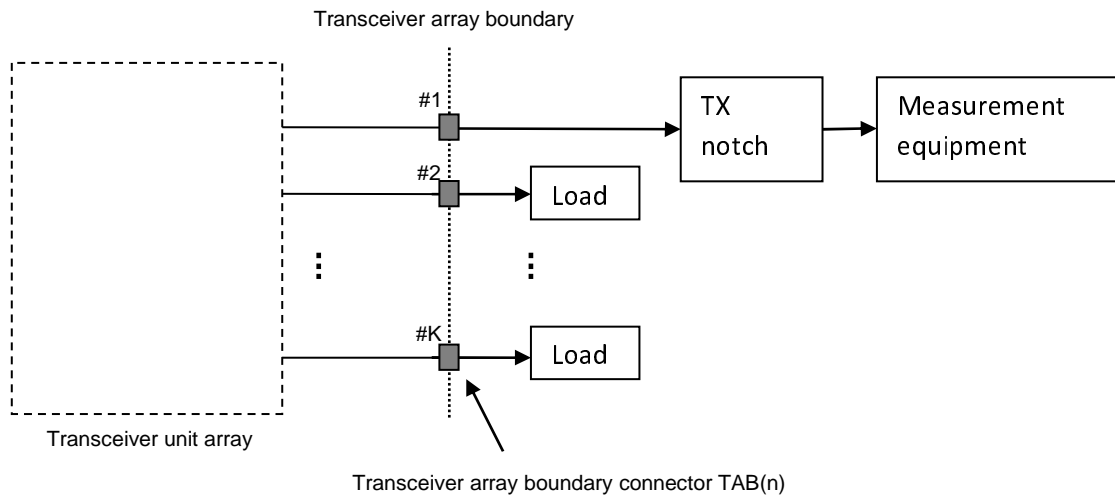 Transceiver array boundary
#1
TX
notch
Measurement
equipment
#2
Load
#K
Load
Transceiver unit array
Transceiver array boundary connector TAB(n)